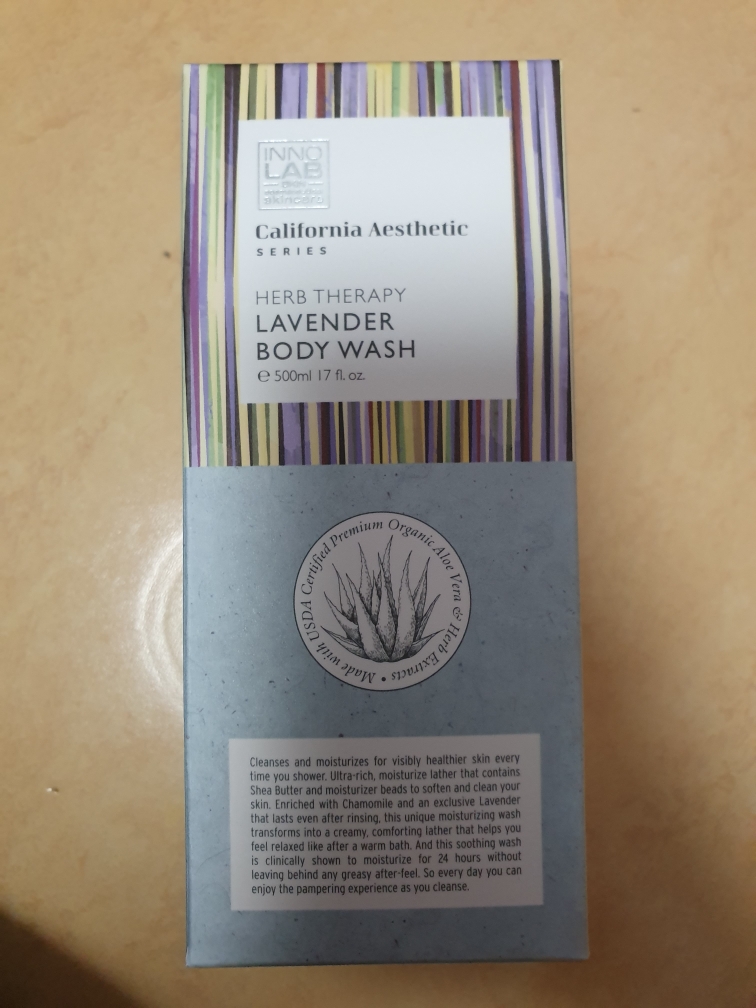 INNO
LAB
skincare
California Aesthetic
SERIES
HERB THERAPY
LAVENDER
BODY WASH
℮ 500ml 17 fl. oz.
Made with USDA Certified Premium Organic Aloe Vera & Herb Extracts •
Cleanses and moisturizes for visibly healthier skin every
time you shower. Ultra-rich, moisturize lather that contains
Shea Butter and moisturizer beads to soften and clean your
skin. Enriched with Chamomile and an exclusive Lavender
that lasts even after rinsing, this unique moisturizing wash
transforms into a creamy, comforting lather that helps you
feel relaxed like after a warm bath. And this soothing wash
is clinically shown to moisturize for 24 hours without
leaving behind any greasy after-feel. So every day you can
enjoy the pampering experience as you cleanse.